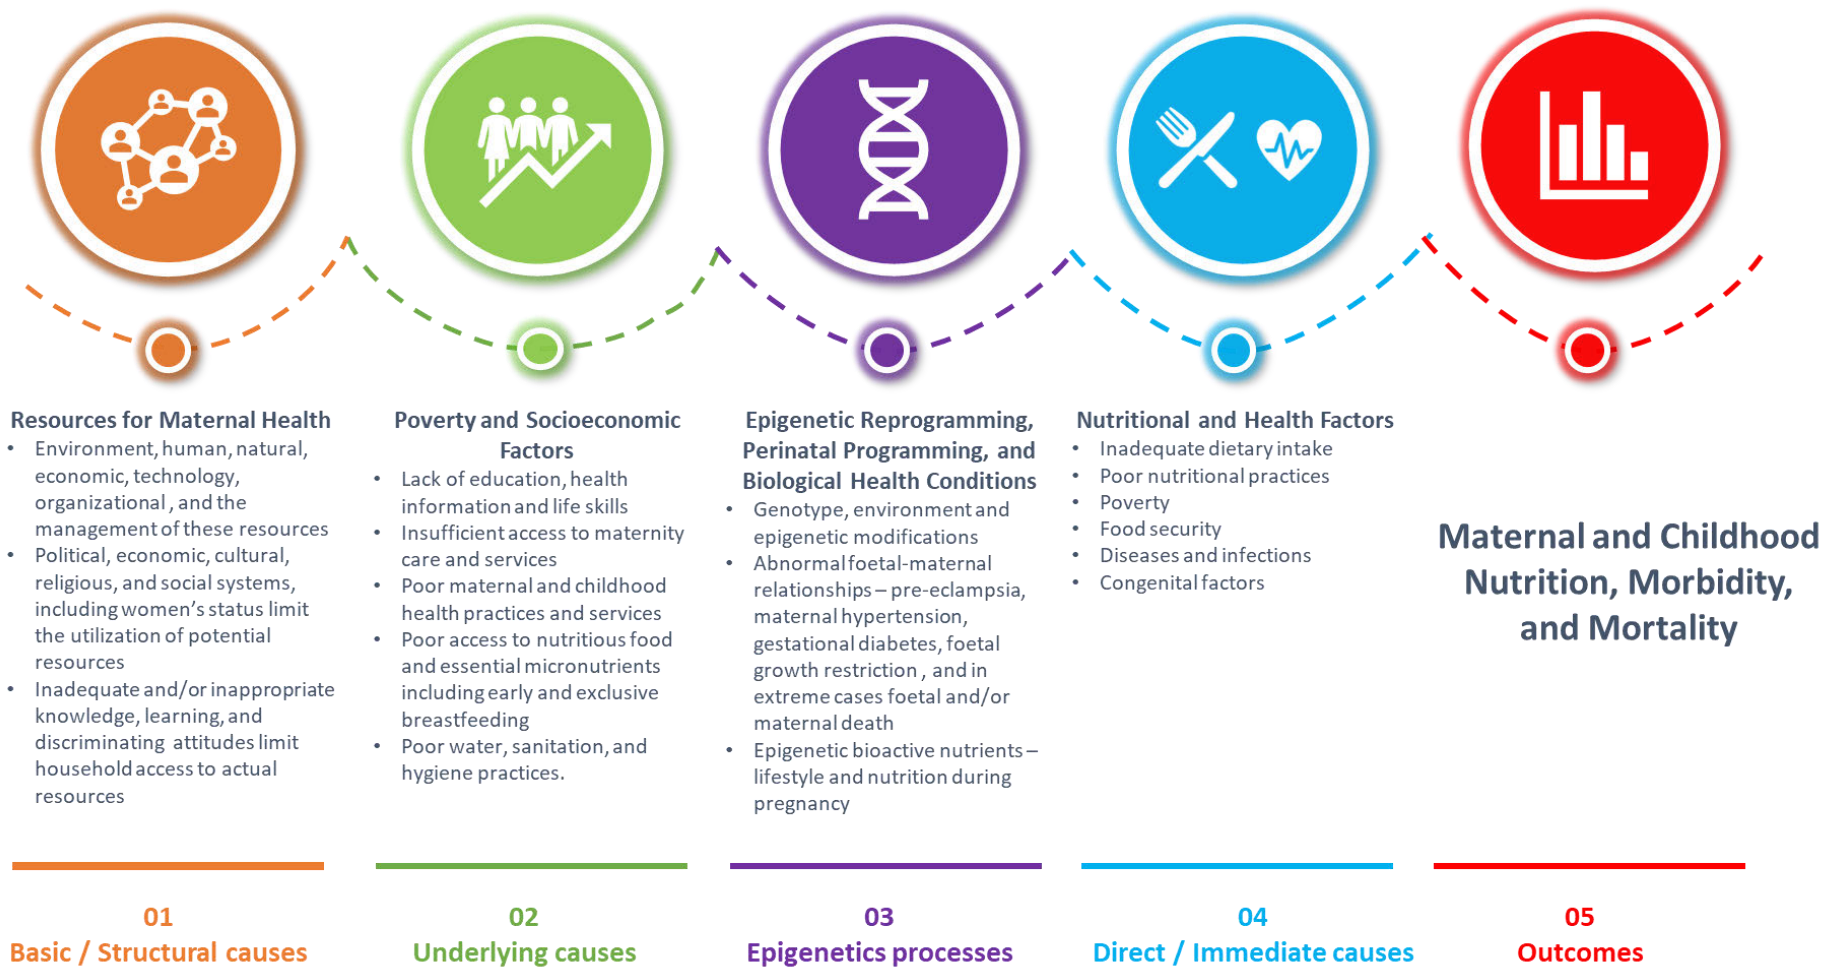 Resources for Maternal Health
• Environment, human, natural,
economic, technology,
organizational , and the
management of these resources
• Political, economic, cultural,
religious, and social systems,
including women's status limit
the utilization of potential
resources
• Inadequate and/or inappropriate
knowledge, learning, and
discriminating attitudes limit
household access to actual
resources
01
Basic / Structural causes
Poverty and Socioeconomic
Factors
• Lack of education, health
information and life skills
• Insufficient access to maternity
care and services
• Poor maternal and childhood
health practices and services
• Poor access to nutritious food
and essential micronutrients
including early and exclusive
breastfeeding
• Poor water, sanitation, and
hygiene practices.
02
Underlying causes
Epigenetic Reprogramming,
Perinatal Programming, and
Biological Health Conditions
• Genotype, environment and
epigenetic modifications
• Abnormal foetal-maternal
relationships – pre-eclampsia,
maternal hypertension,
gestational diabetes, foetal
growth restriction , and in
extreme cases foetal and/or
maternal death
• Epigenetic bioactive nutrients –
lifestyle and nutrition during
pregnancy
03
Epigenetics processes
Nutritional and Health Factors
• Inadequate dietary intake
• Poor nutritional practices
• Poverty
• Food security
• Diseases and infections
• Congenital factors
04
Direct / Immediate causes
Maternal and Childhood
Nutrition, Morbidity,
and Mortality
05
Outcomes